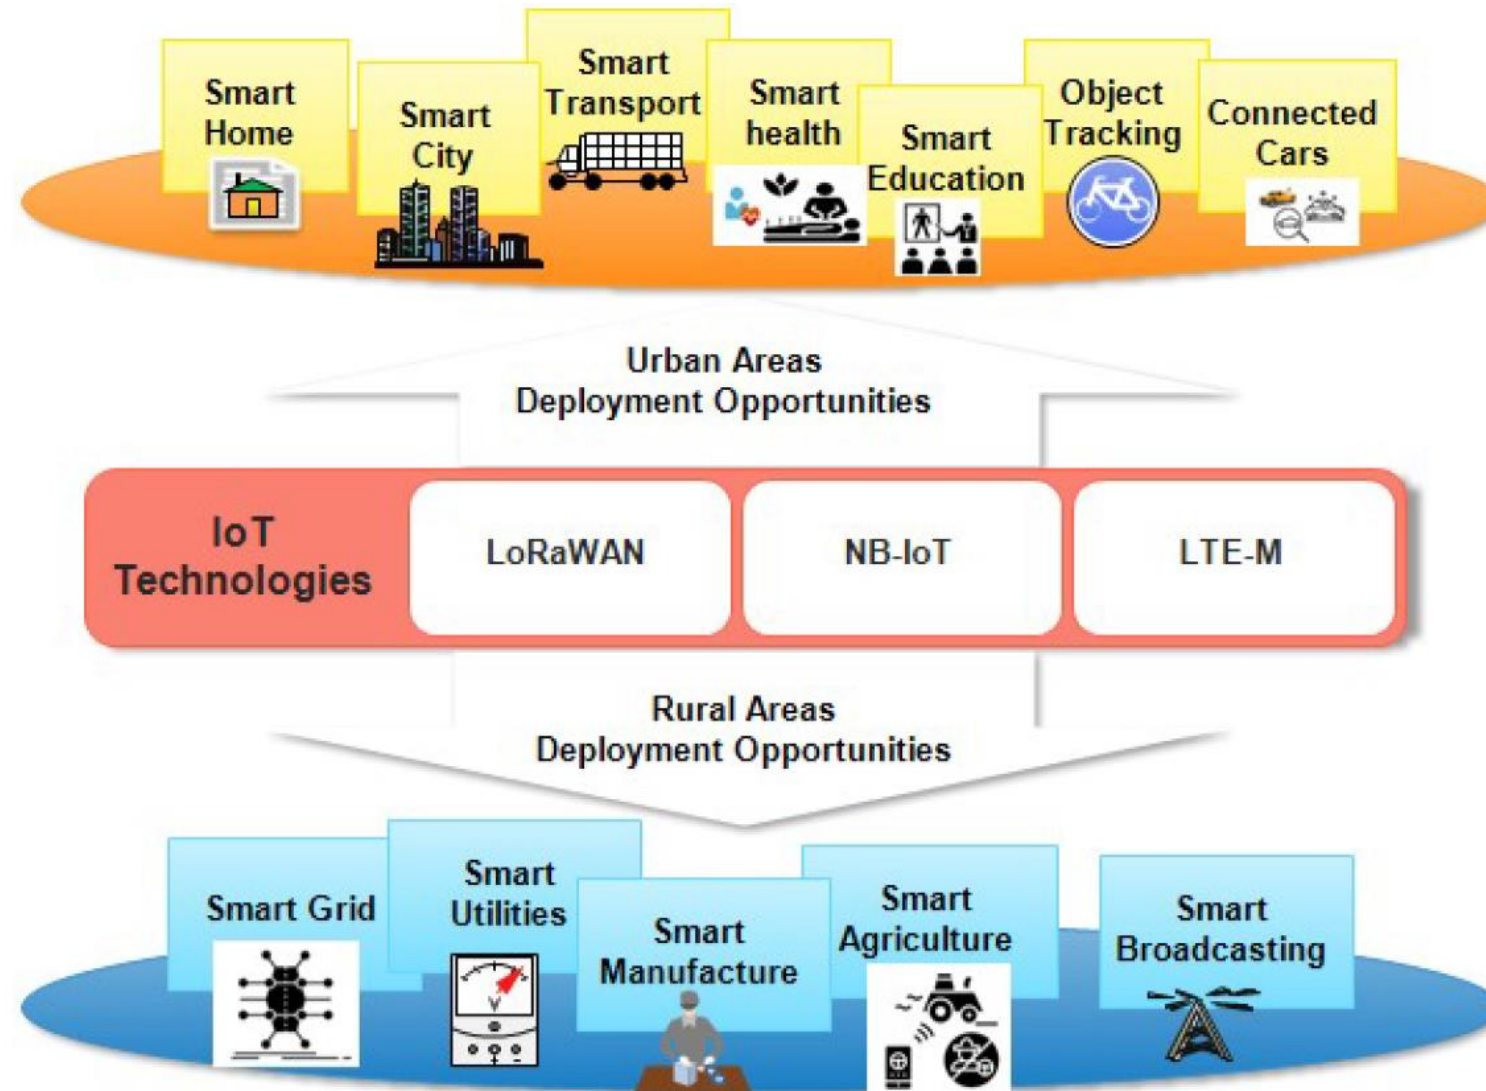 Smart
Home
Smart
City
Smart
Transport
Smart
health
Smart
Education
Object
Tracking
Connected
Cars
Urban Areas
Deployment Opportunities
IoT
Technologies
LoRaWAN
NB-IoT
LTE-M
Rural Areas
Deployment Opportunities
Smart Grid
Smart
Utilities
V
Smart
Manufacture
Smart
Agriculture
Smart
Broadcasting